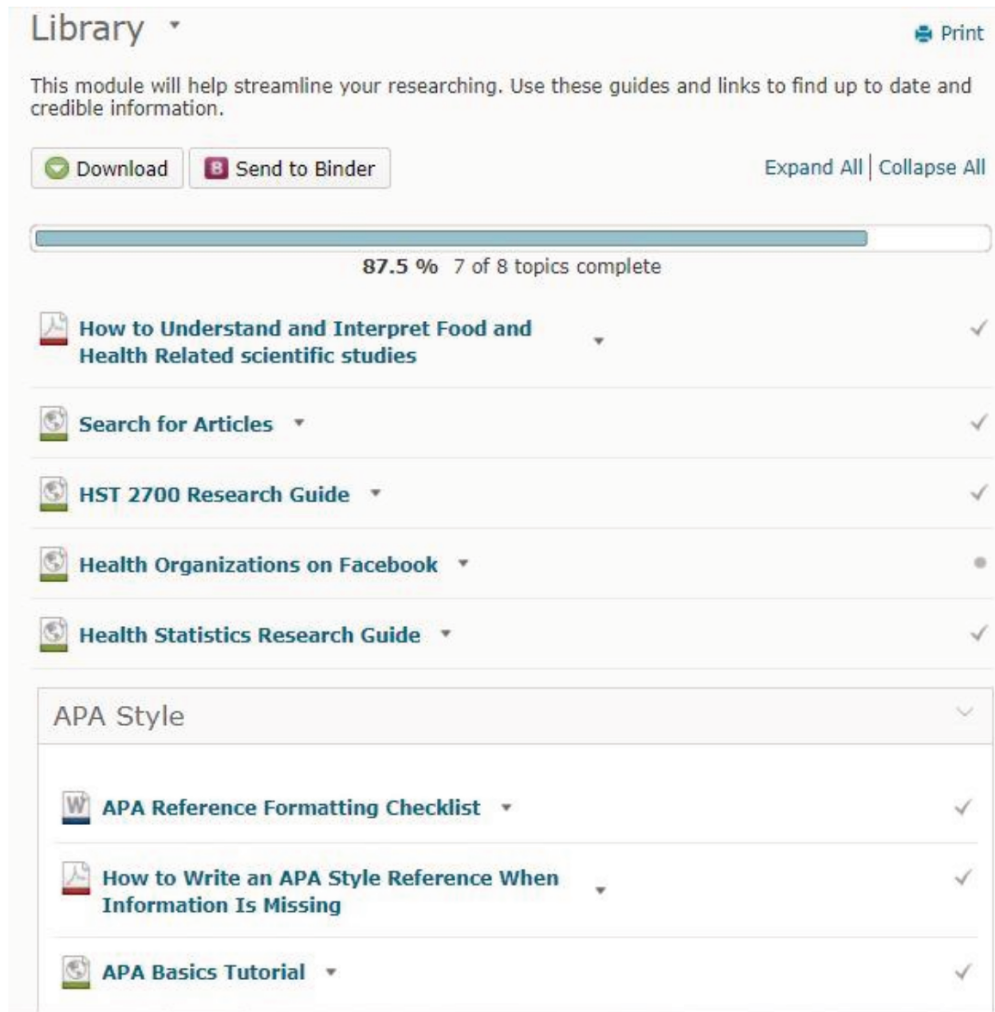 Library
Print
This module will help streamline your researching. Use these guides and links to find up to date and
credible information.
Download
B Send to Binder
Expand All | Collapse All
87.5 % 7 of 8 topics complete
How to Understand and Interpret Food and
Health Related scientific studies
Search for Articles
HST 2700 Research Guide
Health Organizations on Facebook
Health Statistics Research Guide
APA Style
W APA Reference Formatting Checklist
How to Write an APA Style Reference When
Information Is Missing
APA Basics Tutorial